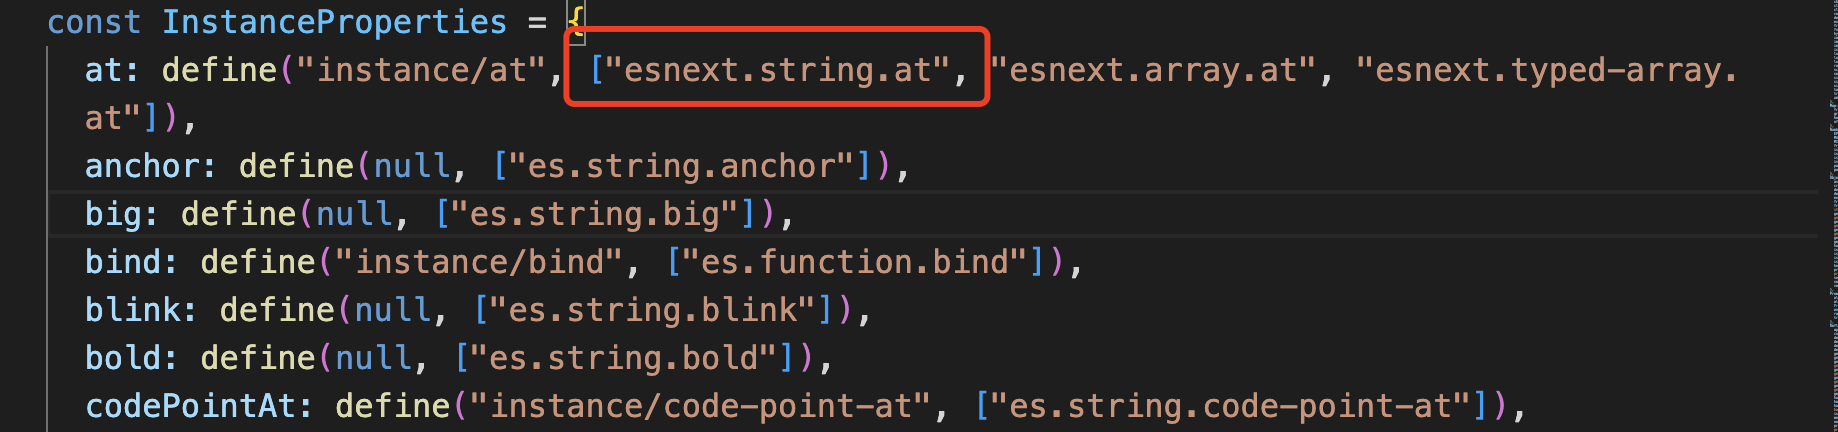 const InstanceProperties = {
at: define("instance/at", ["esnext.string.at", "esnext.array.at", "esnext.typed-array.
at"]),
anchor: define(null, ["es.string.anchor"]),
big: define(null, ["es.string.big"]),
bind: define("instance/bind", ["es.function.bind"]),
blink: define(null, ["es.string.blink"]),
bold: define(null, ["es.string.bold"]),
codePointAt: define("instance/code-point-at", ["es.string.code-point-at"]),